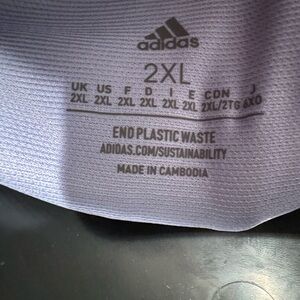 adidas
2XL
UK US F D I E CDN J
2XL 2XL 2XL 2XL 2XL 2XL 2XL/2TG 6XO
END PLASTIC WASTE
ADIDAS.COM/SUSTAINABILITY
MADE IN CAMBODIA